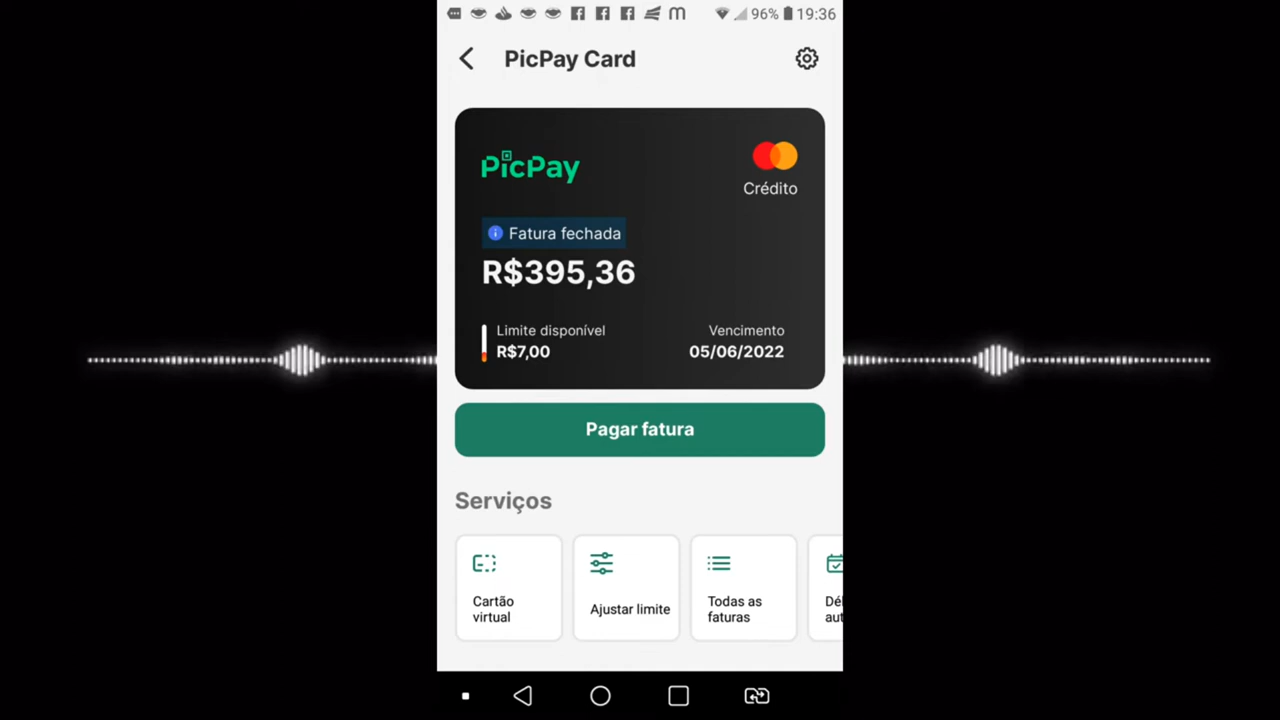 96% 19:36
PicPay Card
PicPay
Crédito
Fatura fechada
R$395,36
Limite disponível
Vencimento
R$7,00
05/06/2022
Pagar fatura
Serviços
Cartão
virtual
Ajustar limite
Todas as
faturas
Dé
aut